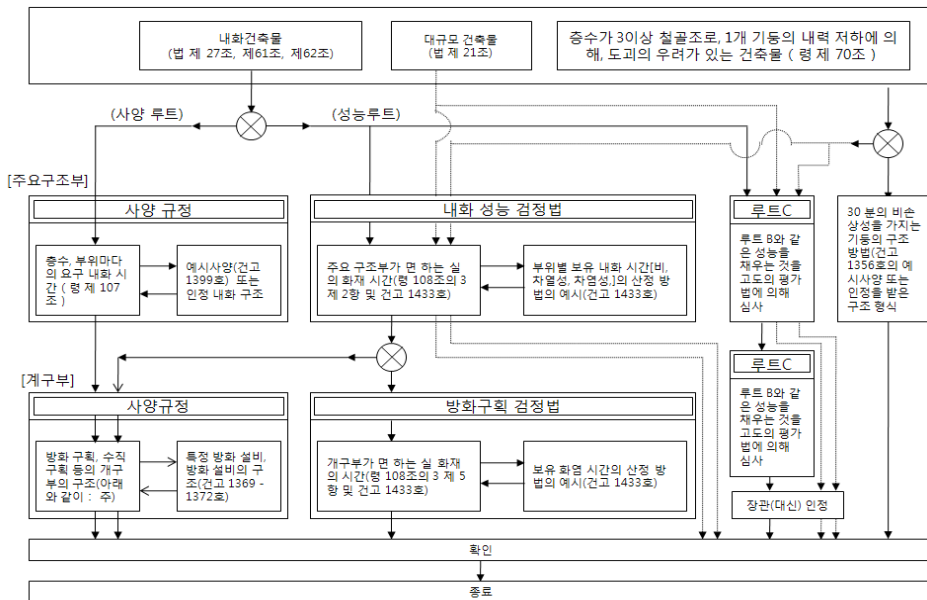 내화건축물
(법 제 27조, 제61조, 제62조)
대규모 건축물
(법 제 21조)
층수가 3이상 철골조로, 1개 기둥의 내력 저하에 의
해, 도괴의 우려가 있는 건축물 ( 령 제 70조 )
(사양 루트)
(성능루트)
[주요구조부]
사양 규정
층수, 부위마다
의 요구 내화 시
간 ( 령 제 107
조 )
예시사양(건고
1399호) 또는
인정 내화 구조
내화 성능 검정법
주요 구조부가 면 하는 실
의 화재 시간(령 108조의 3
제 2항 및 건고 1433호)
부위별 보유 내화 시간[비,
차열성, 차염성,]의 산정 방
법의 예시(건고 1433호)
루트C
루트 B와 같
은 성능을
채우는 것을
고도의 평가
법에 의해
심사
30 분의 비손
상성을 가지는
기둥의 구조
방법(건고
1356호의 예
시사양 또는
인정을 받은
구조 형식
[계구부]
사양규정
방화 구획, 수직
구획 등의 개구
부의 구조(아래
와 같이 : 주)
특정 방화 설비,
방화 설비의 구
조(건고 1369 -
1372호)
방화구획 검정법
개구부가 면 하는 실 화재
의 시간(령 108조의 3 제 5
항 및 건고 1433호)
보유 화염 시간의 산정 방
법의 예시(건고 1433호)
루트C
루트 B와 같
은 성능을
채우는 것을
고도의 평가
법에 의해
심사
장관(대신) 인정
확인
종료